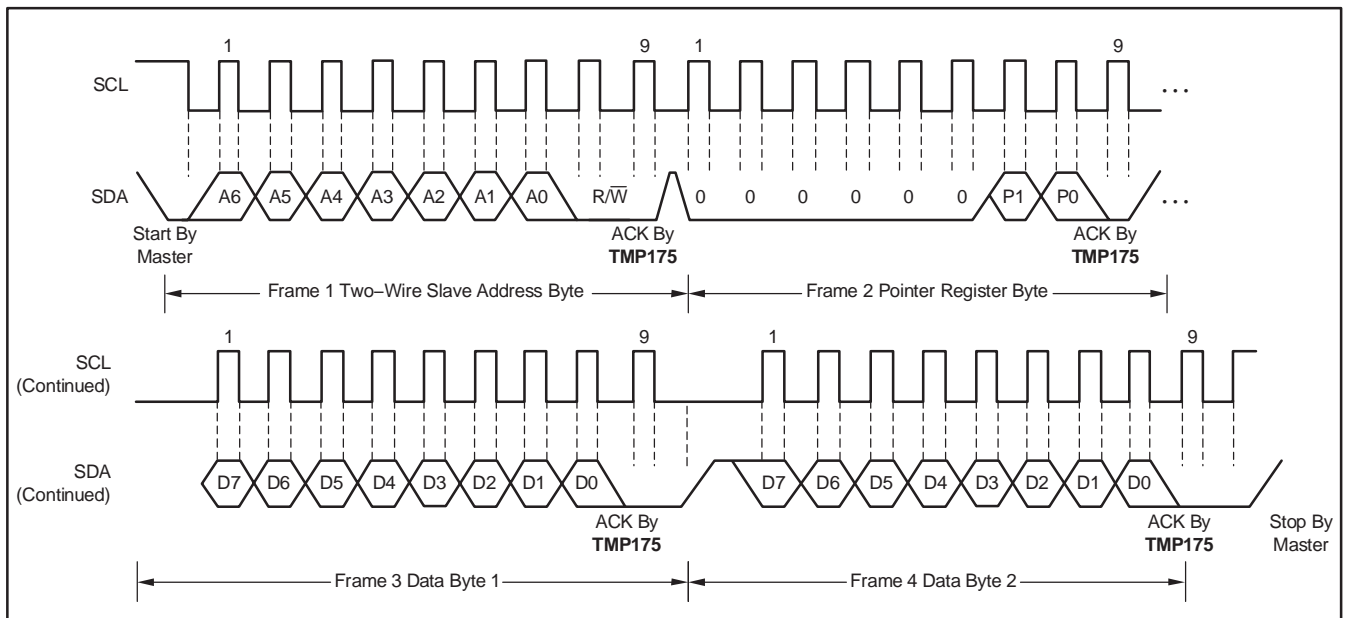 1 9 1 9
SCL ...
SDA A6 A5 A4 A3 A2 A1 A0 R/W̅ 0 0 0 0 0 0 P1 P0 ...
Start By
Master
ACK By
TMP175
ACK By
TMP175
Frame 1 Two–Wire Slave Address Byte
Frame 2 Pointer Register Byte
1 9 1 9
SCL
(Continued)
SDA
(Continued)
D7 D6 D5 D4 D3 D2 D1 D0 D7 D6 D5 D4 D3 D2 D1 D0
ACK By
TMP175
ACK By
TMP175
Stop By
Master
Frame 3 Data Byte 1
Frame 4 Data Byte 2